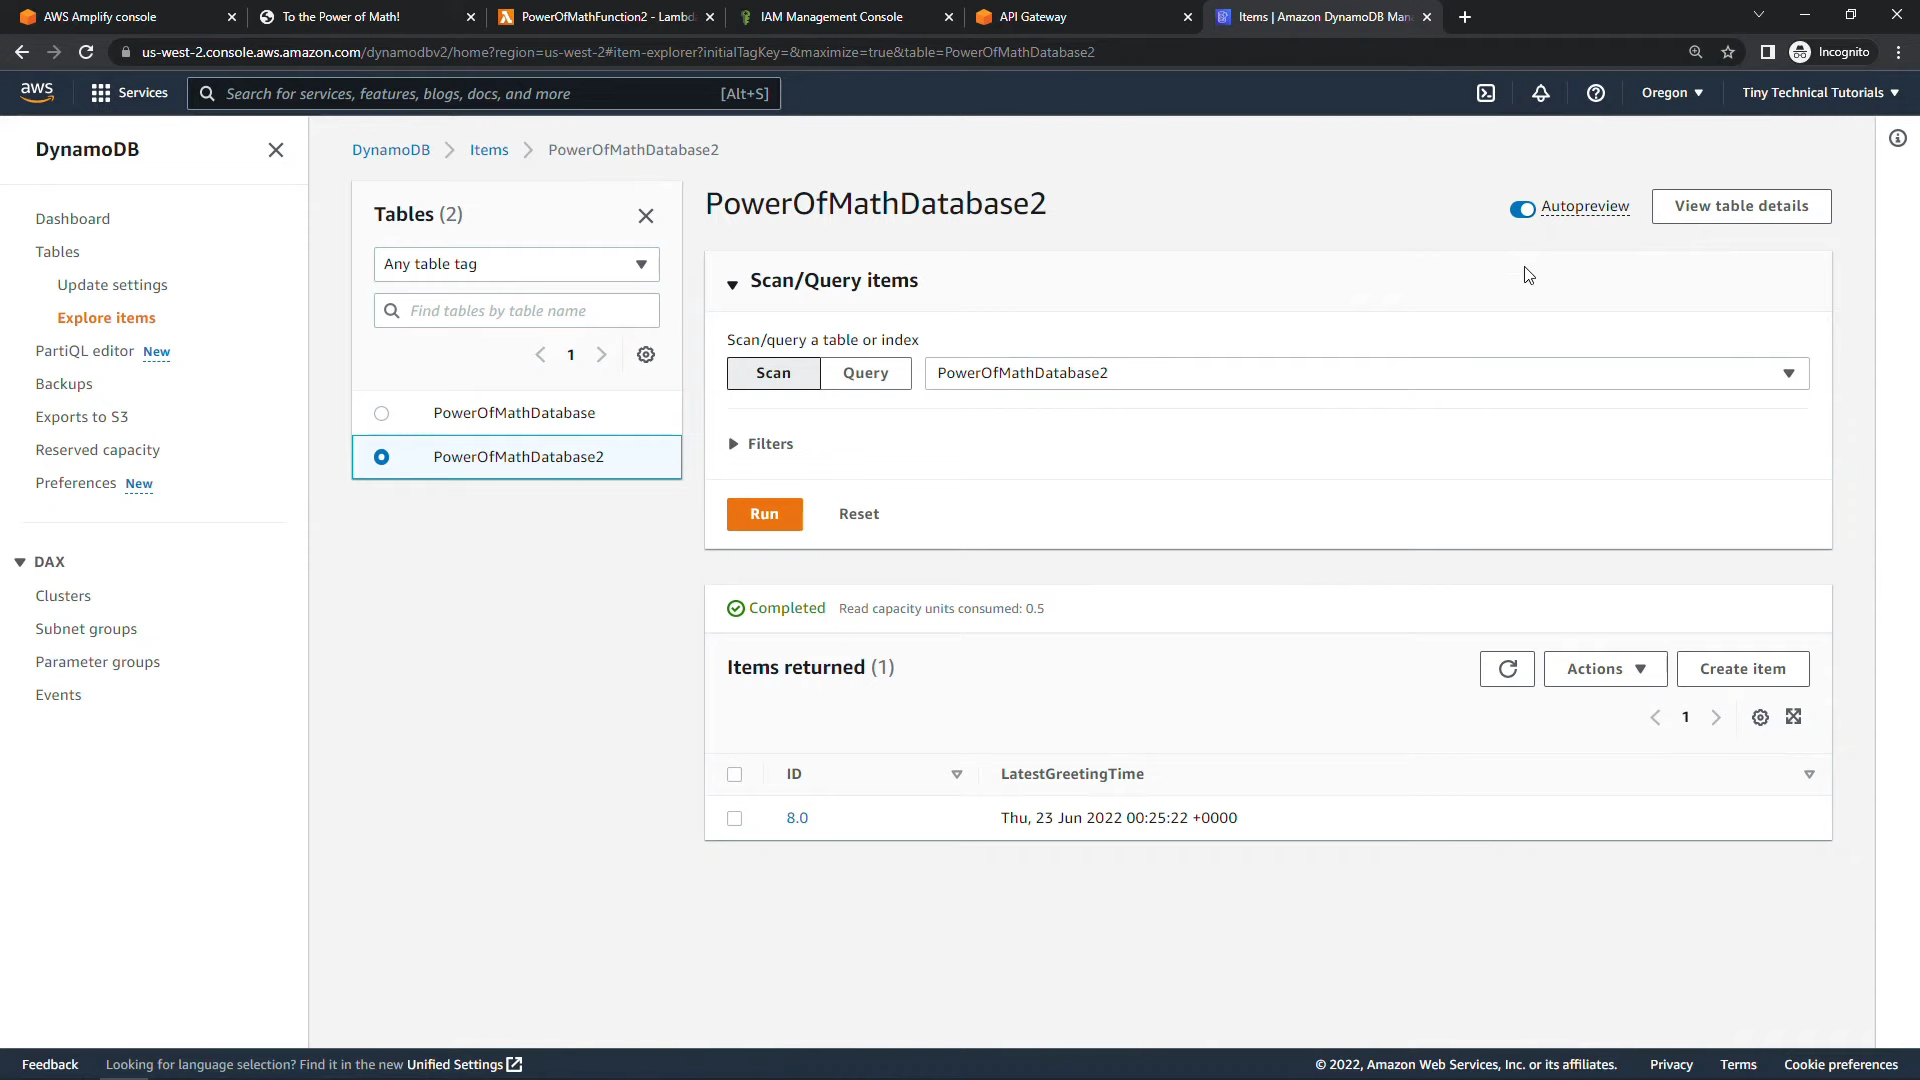 AWS Amplify console
To the Power of Math!
PowerOfMathFunction2 - Lambd
IAM Management Console
API Gateway
Items | Amazon DynamoDB Man
us-west-2.console.aws.amazon.com/dynamodbv2/home?region=us-west-2#item-explorer?initialTagKey=&maximize=true&table=PowerOfMathDatabase2
Incognito
aws
Services
Search for services, features, blogs, docs, and more
[Alt+S]
Oregon
Tiny Technical Tutorials
DynamoDB
Dashboard
Tables
Update settings
Explore items
PartiQL editor New
Backups
Exports to S3
Reserved capacity
Preferences New
DAX
Clusters
Subnet groups
Parameter groups
Events
DynamoDB
Items
PowerOfMathDatabase2
Tables (2)
Any table tag
Find tables by table name
1
PowerOfMathDatabase
PowerOfMathDatabase2
PowerOfMathDatabase2
Autopreview
View table details
Scan/Query items
Scan/query a table or index
Scan
Query
PowerOfMathDatabase2
Filters
Run
Reset
Completed
Read capacity units consumed: 0.5
Items returned (1)
Actions
Create item
1
ID
LatestGreetingTime
8.0
Thu, 23 Jun 2022 00:25:22 +0000
Feedback
Looking for language selection? Find it in the new Unified Settings
© 2022, Amazon Web Services, Inc. or its affiliates.
Privacy
Terms
Cookie preferences